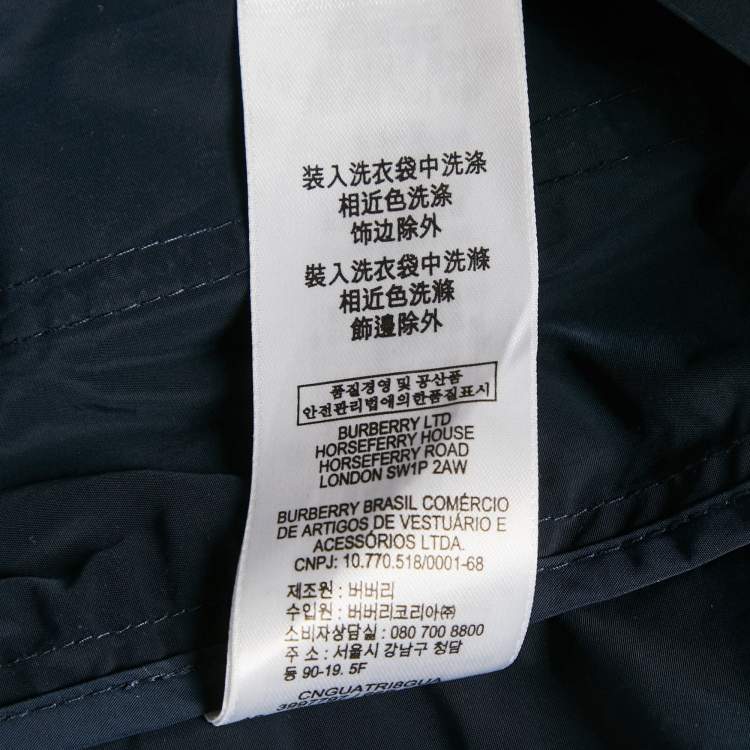 装入洗衣袋中洗涤
相近色洗涤
饰边除外
裝入洗衣袋中洗滌
相近色洗滌
飾邊除外
품질경영 및 공산품
안전관리법에의한품질표시
BURBERRY LTD
HORSEFERRY HOUSE
HORSEFERRY ROAD
LONDON SW1P 2AW
BURBERRY BRASIL COMÉRCIO
DE ARTIGOS DE VESTUÁRIO E
ACESSÓRIOS LTDA.
CNPJ: 10.770.518/0001-68
제조원 : 버버리
수입원 : 버버리코리아㈜
소비자상담실 : 080 700 8800
주 소 : 서울시 강남구 청담
동 90-19. 5F
CNGUATRI8GUA